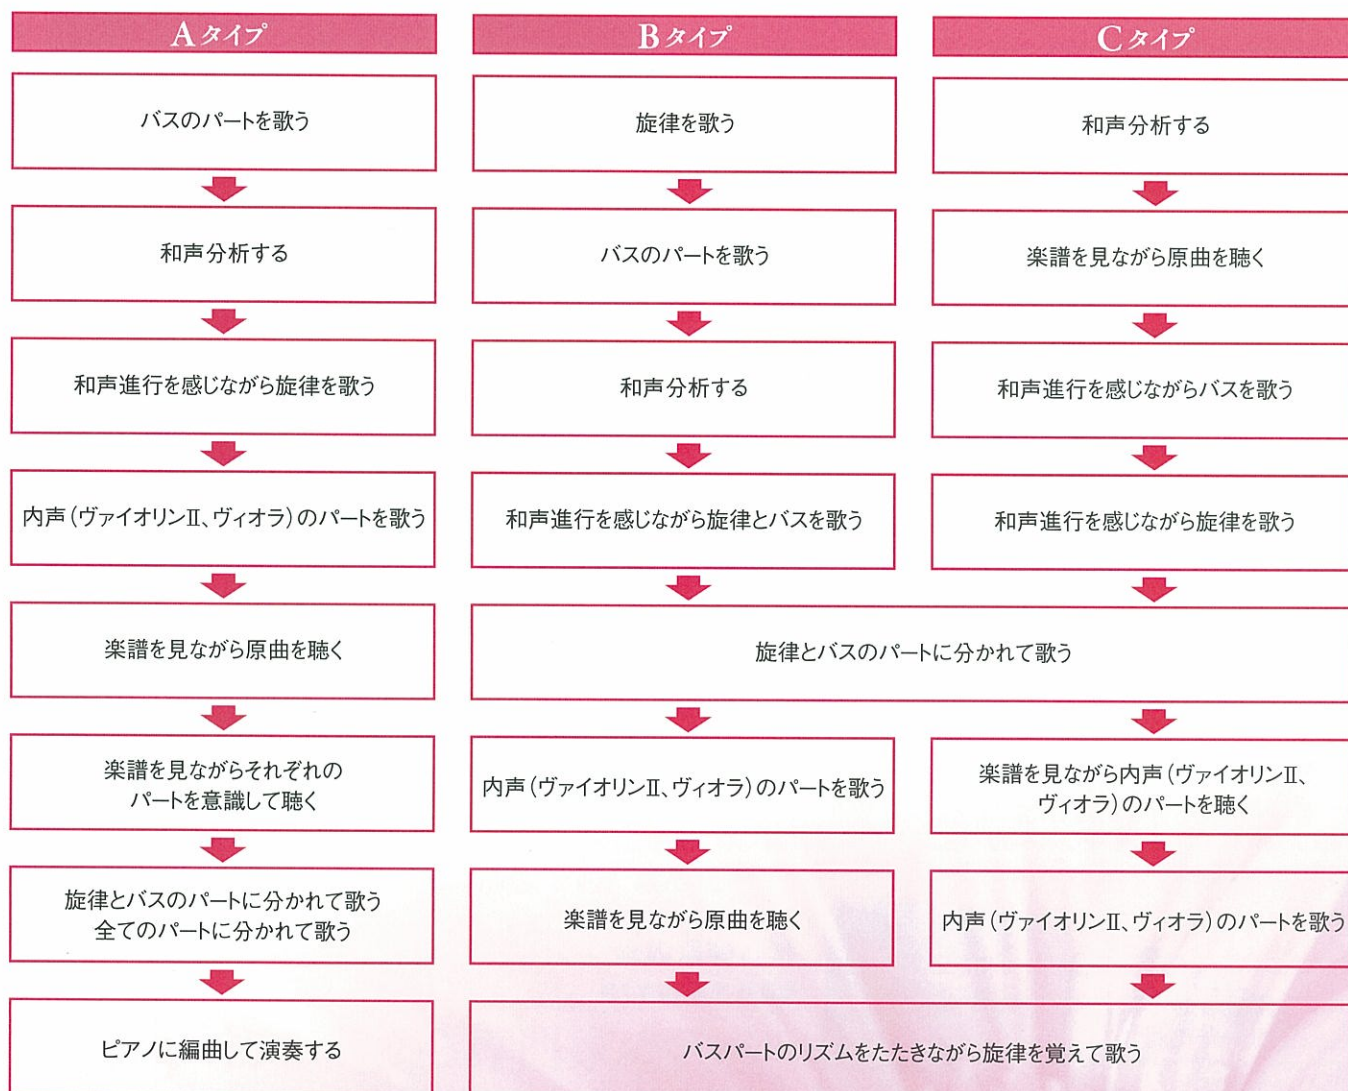 Aタイプ
バスのパートを歌う
和声分析する
和声進行を感じながら旋律を歌う
内声(ヴァイオリンⅡ、ヴィオラ)のパートを歌う
楽譜を見ながら原曲を聴く
楽譜を見ながらそれぞれの
パートを意識して聴く
旋律とバスのパートに分かれて歌う
全てのパートに分かれて歌う
ピアノに編曲して演奏する
Bタイプ
旋律を歌う
バスのパートを歌う
和声分析する
和声進行を感じながら旋律とバスを歌う
Cタイプ
和声分析する
楽譜を見ながら原曲を聴く
和声進行を感じながらバスを歌う
和声進行を感じながら旋律を歌う
旋律とバスのパートに分かれて歌う
内声(ヴァイオリンⅡ、ヴィオラ)のパートを歌う
楽譜を見ながら原曲を聴く
楽譜を見ながら内声(ヴァイオリンⅡ、
ヴィオラ)のパートを聴く
内声(ヴァイオリンⅡ、ヴィオラ)のパートを歌う
バスパートのリズムをたたきながら旋律を覚えて歌う